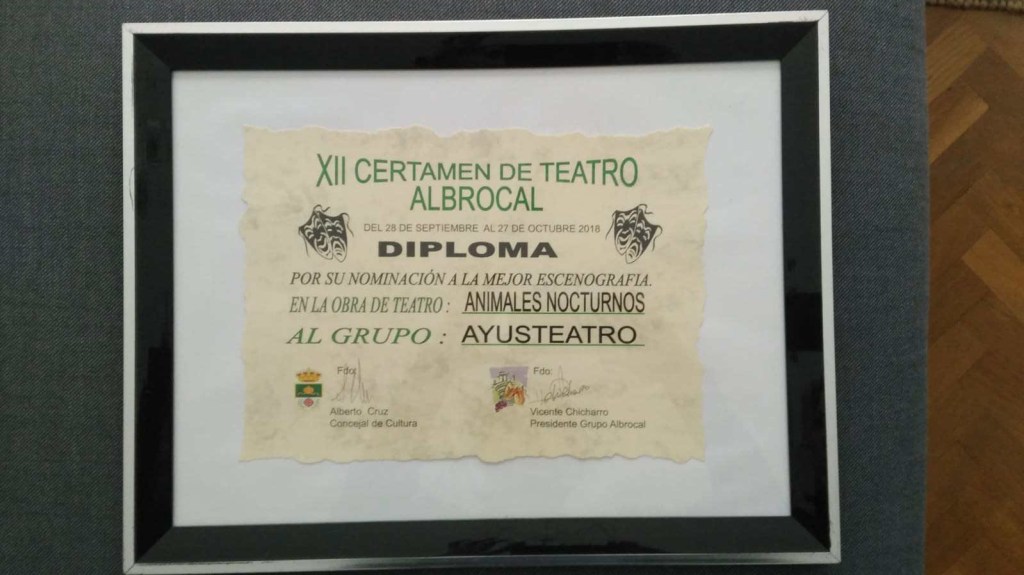 XII CERTAMEN DE TEATRO
ALBROCAL
DEL 28 DE SEPTIEMBRE AL 27 DE OCTUBRE 2018
DIPLOMA
POR SU NOMINACIÓN A LA MEJOR ESCENOGRAFIA.
EN LA OBRA DE TEATRO : ANIMALES NOCTURNOS
AL GRUPO : AYUSTEATRO
Fdo: Fdo:
Alberto Cruz Vicente Chicharro
Concejal de Cultura Presidente Grupo Albrocal